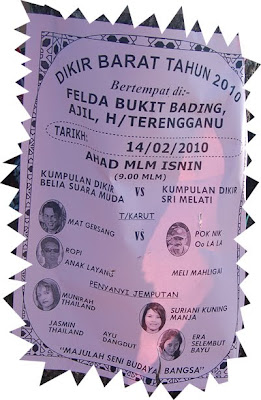 DIKIR BARAT TAHUN 2010
Bertempat di:-
FELDA BUKIT BADING,
AJIL, H/TERENGGANU
TARIKH: 14/02/2010
AHAD MLM ISNIN
(9.00 MLM)
KUMPULAN DIKIR BELIA SUARA MUDA
VS
KUMPULAN DIKIR SRI MELATI
T/KARUT
MAT GERSANG
VS
POK NIK
Oo LA LA
ROPI
ANAK LAYANG
MELI MAHLIGAI
PENYANYI JEMPUTAN
MUNIRAH
THAILAND
SURIANI KUNING
MANJA
JASMIN
THAILAND
AYU
DANGDUT
ERA
SELEMBUT
BAYU
"MAJULAH SENI BUDAYA BANGSA"